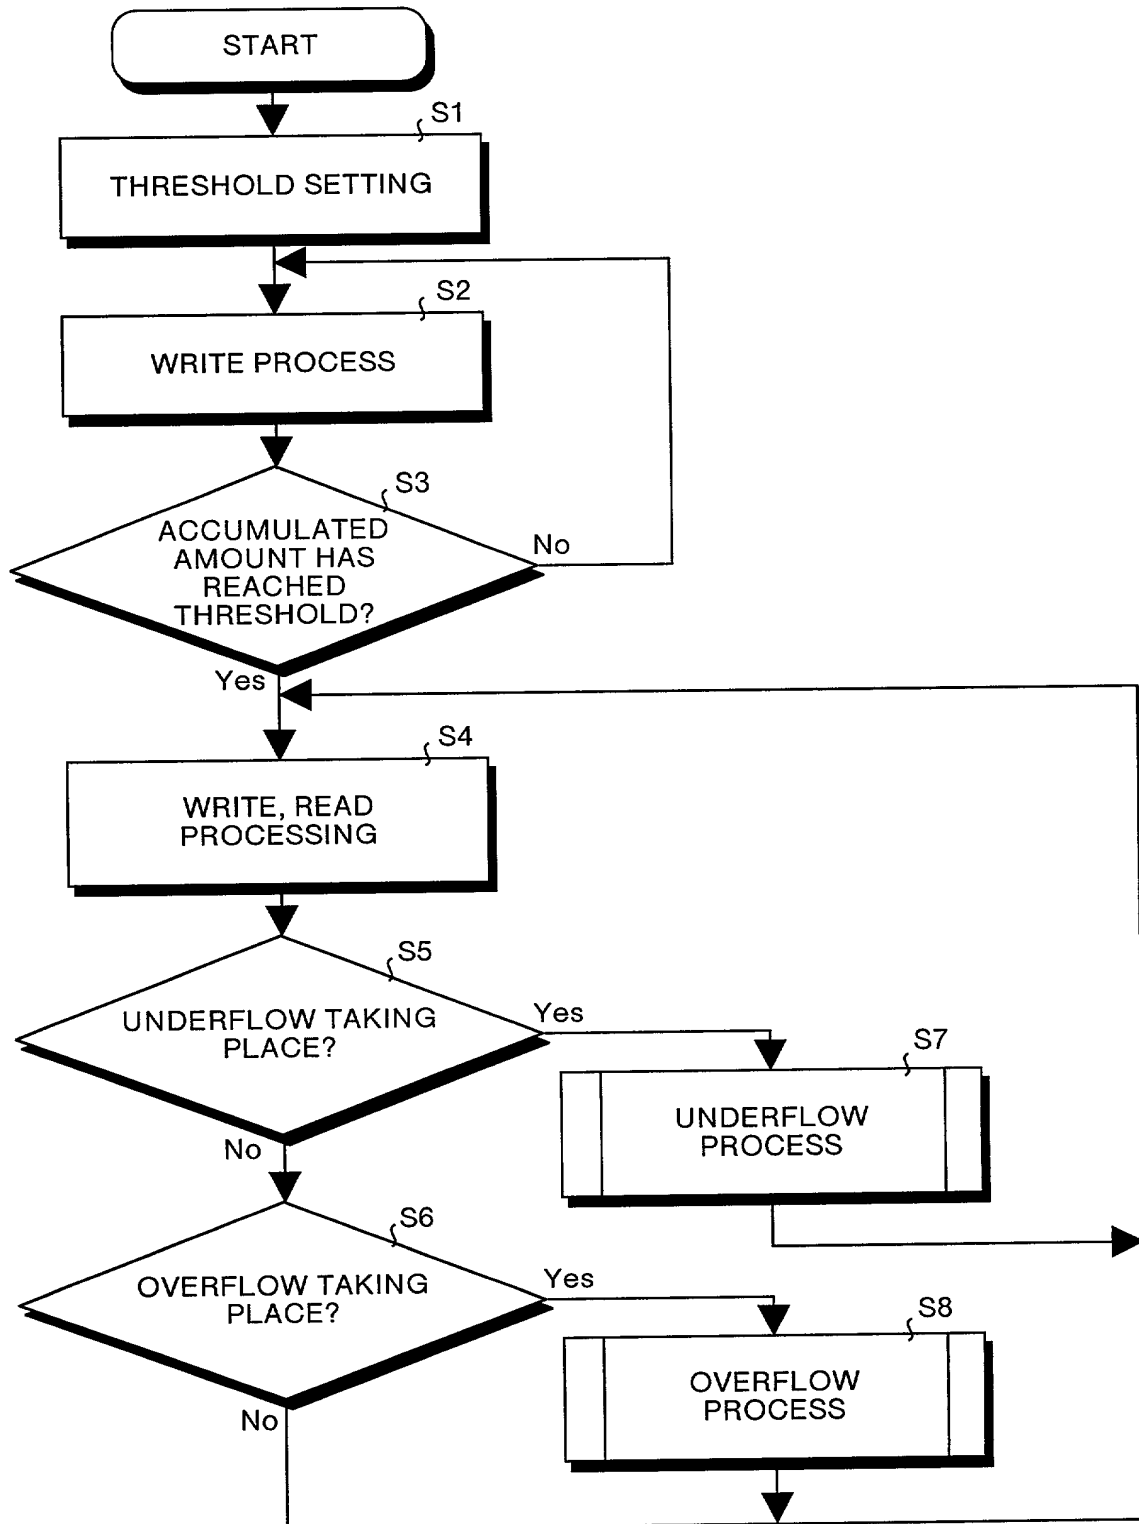 START
S1
THRESHOLD SETTING
S2
WRITE PROCESS
S3
ACCUMULATED
AMOUNT HAS
REACHED
THRESHOLD?
No
Yes
S4
WRITE, READ
PROCESSING
S5
UNDERFLOW TAKING
PLACE?
Yes
No
S7
UNDERFLOW
PROCESS
S6
OVERFLOW TAKING
PLACE?
Yes
No
S8
OVERFLOW
PROCESS